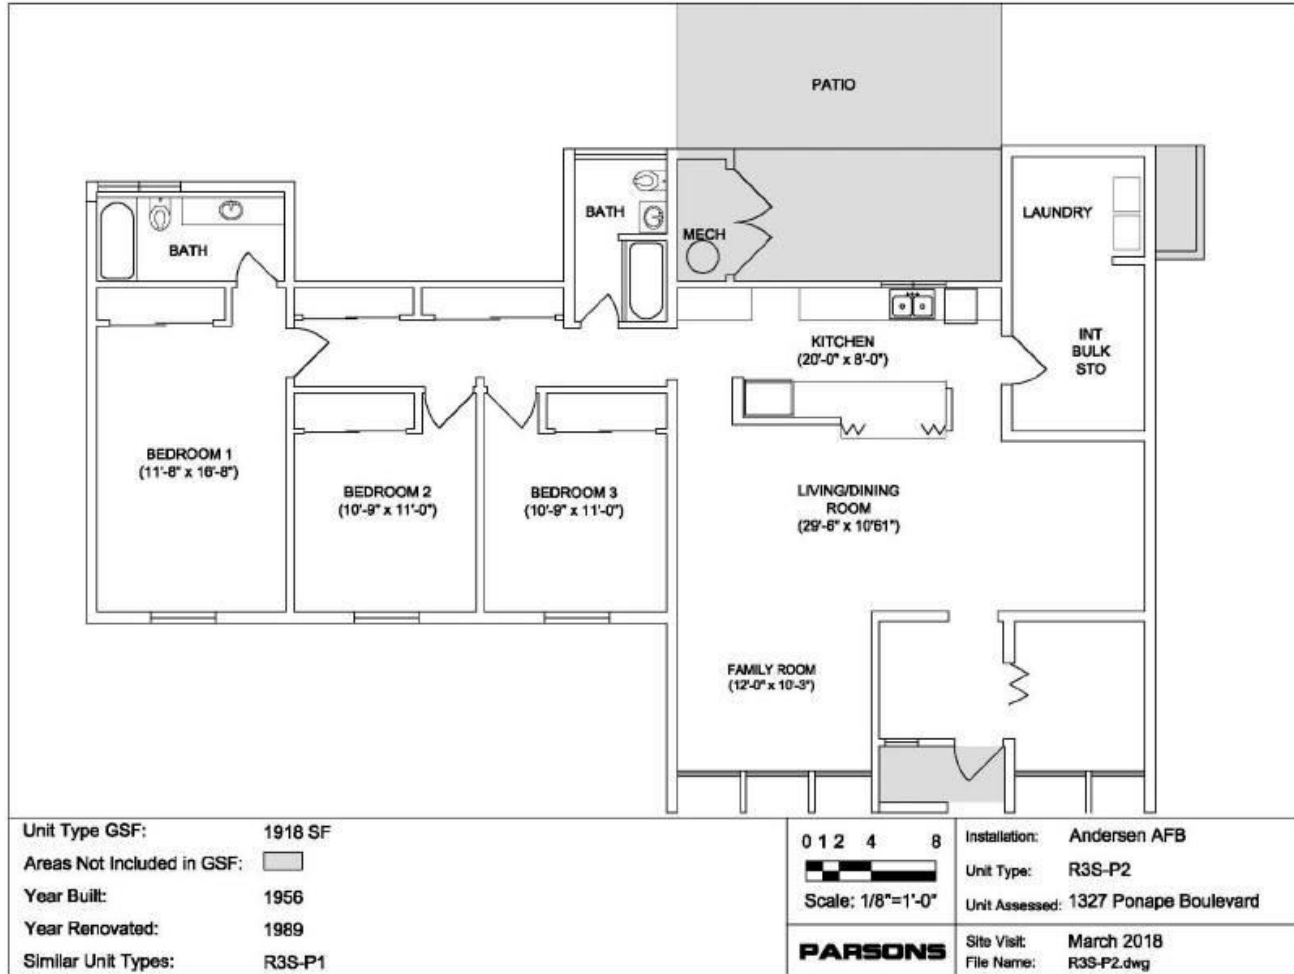 PATIO
BATH
LAUNDRY
MECH
BATH
INT
BULK
STO
KITCHEN
(20'-0" x 8'-0")
BEDROOM 1
(11'-8" x 16'-8")
BEDROOM 2
(10'-9" x 11'-0")
BEDROOM 3
(10'-9" x 11'-0")
LIVING/DINING
ROOM
(29'-6" x 10'61")
FAMILY ROOM
(12'-0" x 10'-3")
Unit Type GSF: 1918 SF
Areas Not Included in GSF:
Year Built: 1956
Year Renovated: 1989
Similar Unit Types: R3S-P1
0 1 2 4 8
Scale: 1/8"=1'-0"
PARSONS
Installation: Andersen AFB
Unit Type: R3S-P2
Unit Assessed: 1327 Ponape Boulevard
Site Visit: March 2018
File Name: R3S-P2.dwg